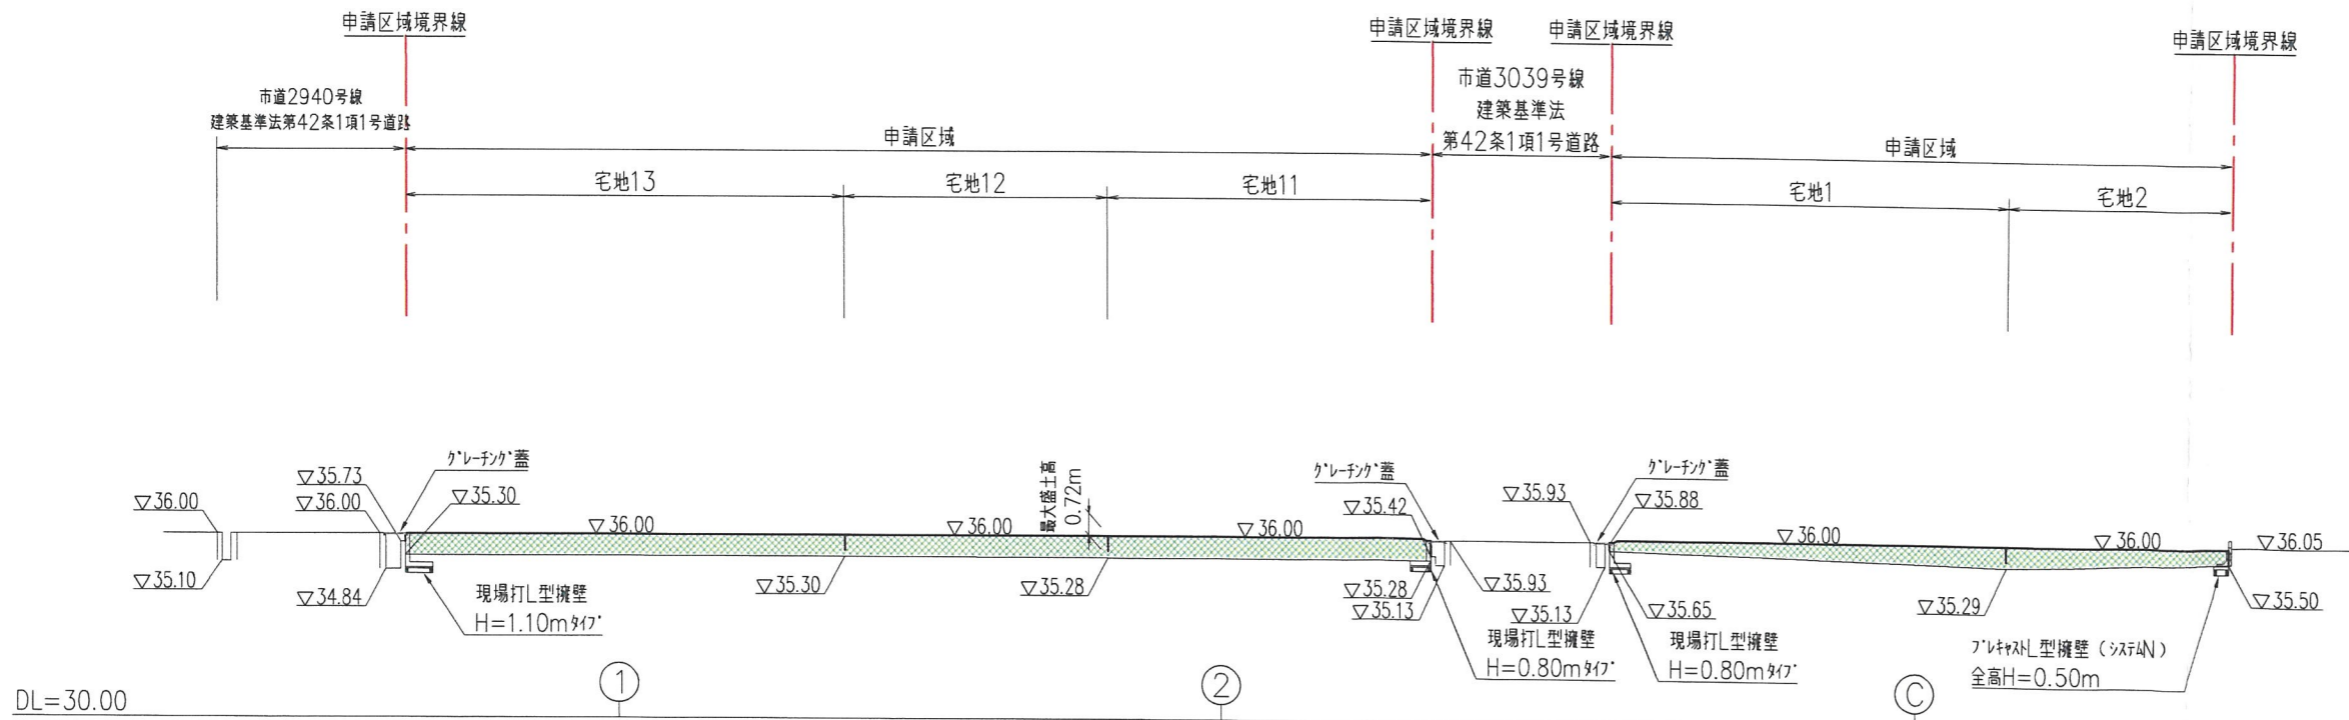 申請区域境界線
申請区域境界線
申請区域境界線
申請区域境界線
市道2940号線
建築基準法第42条1項1号道路
市道3039号線
建築基準法
第42条1項1号道路
申請区域
申請区域
宅地13
宅地12
宅地11
宅地1
宅地2
グレーチング蓋
グレーチング蓋
グレーチング蓋
最大盛土高
0.72m
▽36.00
▽35.73
▽36.00
▽35.30
▽36.00
▽36.00
▽36.00
▽35.42
▽35.93
▽35.88
▽36.00
▽36.00
▽36.05
▽35.10
▽34.84
▽35.30
▽35.28
▽35.28
▽35.13
▽35.93
▽35.13
▽35.65
▽35.29
▽35.50
現場打L型擁壁
H=1.10mタイプ
現場打L型擁壁
H=0.80mタイプ
現場打L型擁壁
H=0.80mタイプ
プレキャストL型擁壁(システムN)
全高H=0.50m
DL=30.00
1
2
C